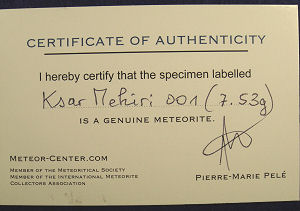 CERTIFICATE OF AUTHENTICITY
I hereby certify that the specimen labelled
Ksar Mehiri 001 (7.53g)
IS A GENUINE METEORITE.
METEOR-CENTER.COM
MEMBER OF THE METEORITICAL SOCIETY
MEMBER OF THE INTERNATIONAL METEORITE
COLLECTORS ASSOCIATION
PIERRE-MARIE PELÉ